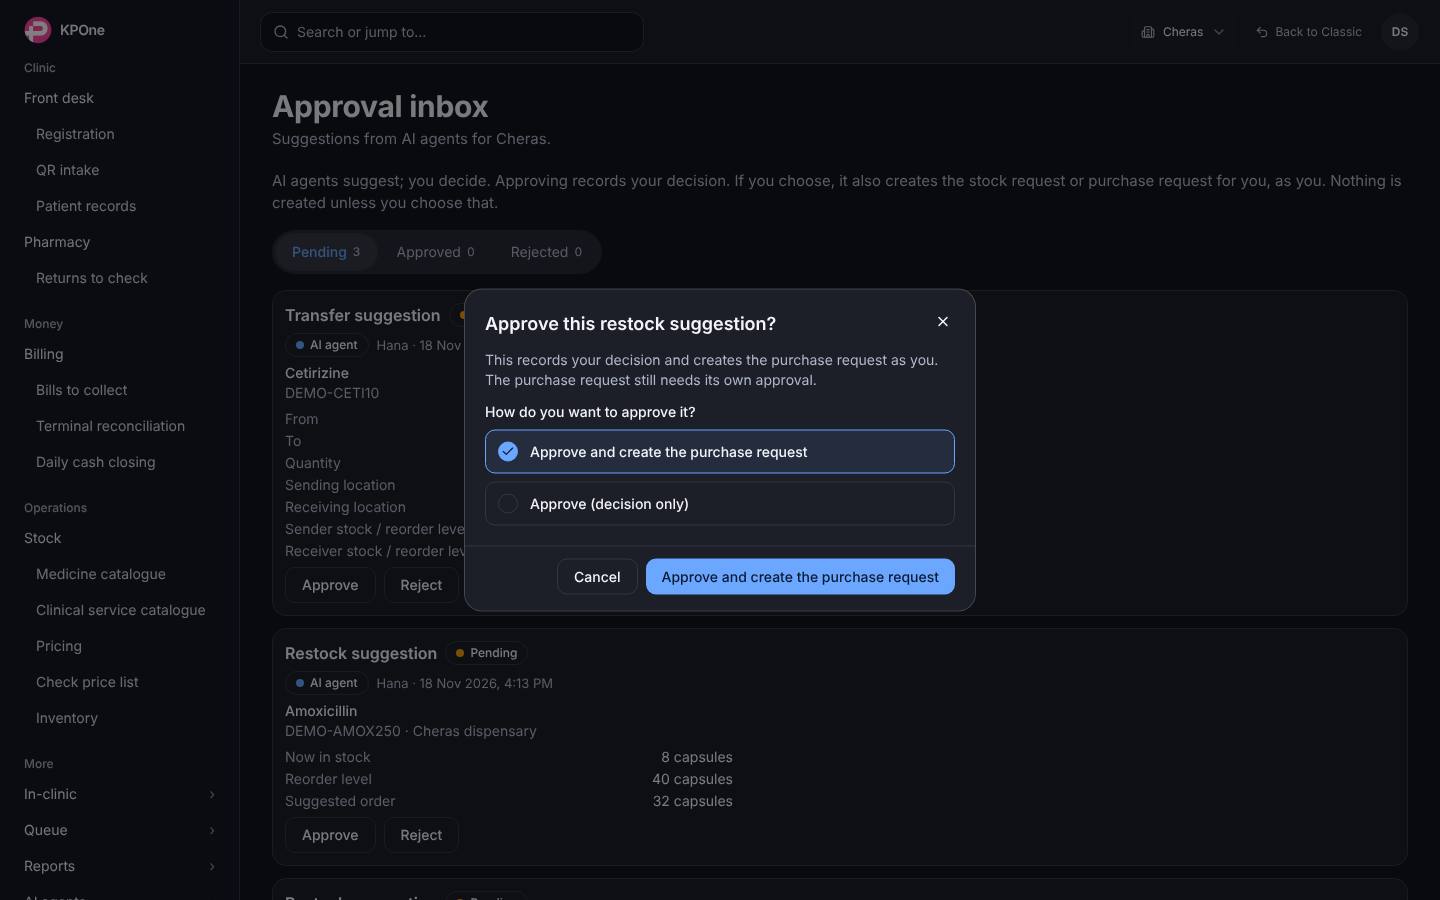 KPOne
Search or jump to...
Cheras
Back to Classic
DS
Clinic
Front desk
Registration
QR intake
Patient records
Pharmacy
Returns to check
Money
Billing
Bills to collect
Terminal reconciliation
Daily cash closing
Operations
Stock
Medicine catalogue
Clinical service catalogue
Pricing
Check price list
Inventory
More
In-clinic
Queue
Reports
AI agents
Approval inbox
Suggestions from AI agents for Cheras.
AI agents suggest; you decide. Approving records your decision. If you choose, it also creates the stock request or purchase request for you, as you. Nothing is
created unless you choose that.
Pending 3
Approved 0
Rejected 0
Transfer suggestion
AI agent Hana · 18 Nov
Cetirizine
DEMO-CETI10
From
To
Quantity
Sending location
Receiving location
Sender stock / reorder leve
Receiver stock / reorder lev
Approve Reject
Approve this restock suggestion?
This records your decision and creates the purchase request as you.
The purchase request still needs its own approval.
How do you want to approve it?
Approve and create the purchase request
Approve (decision only)
Cancel Approve and create the purchase request
Restock suggestion Pending
AI agent Hana · 18 Nov 2026, 4:13 PM
Amoxicillin
DEMO-AMOX250 · Cheras dispensary
Now in stock 8 capsules
Reorder level 40 capsules
Suggested order 32 capsules
Approve Reject